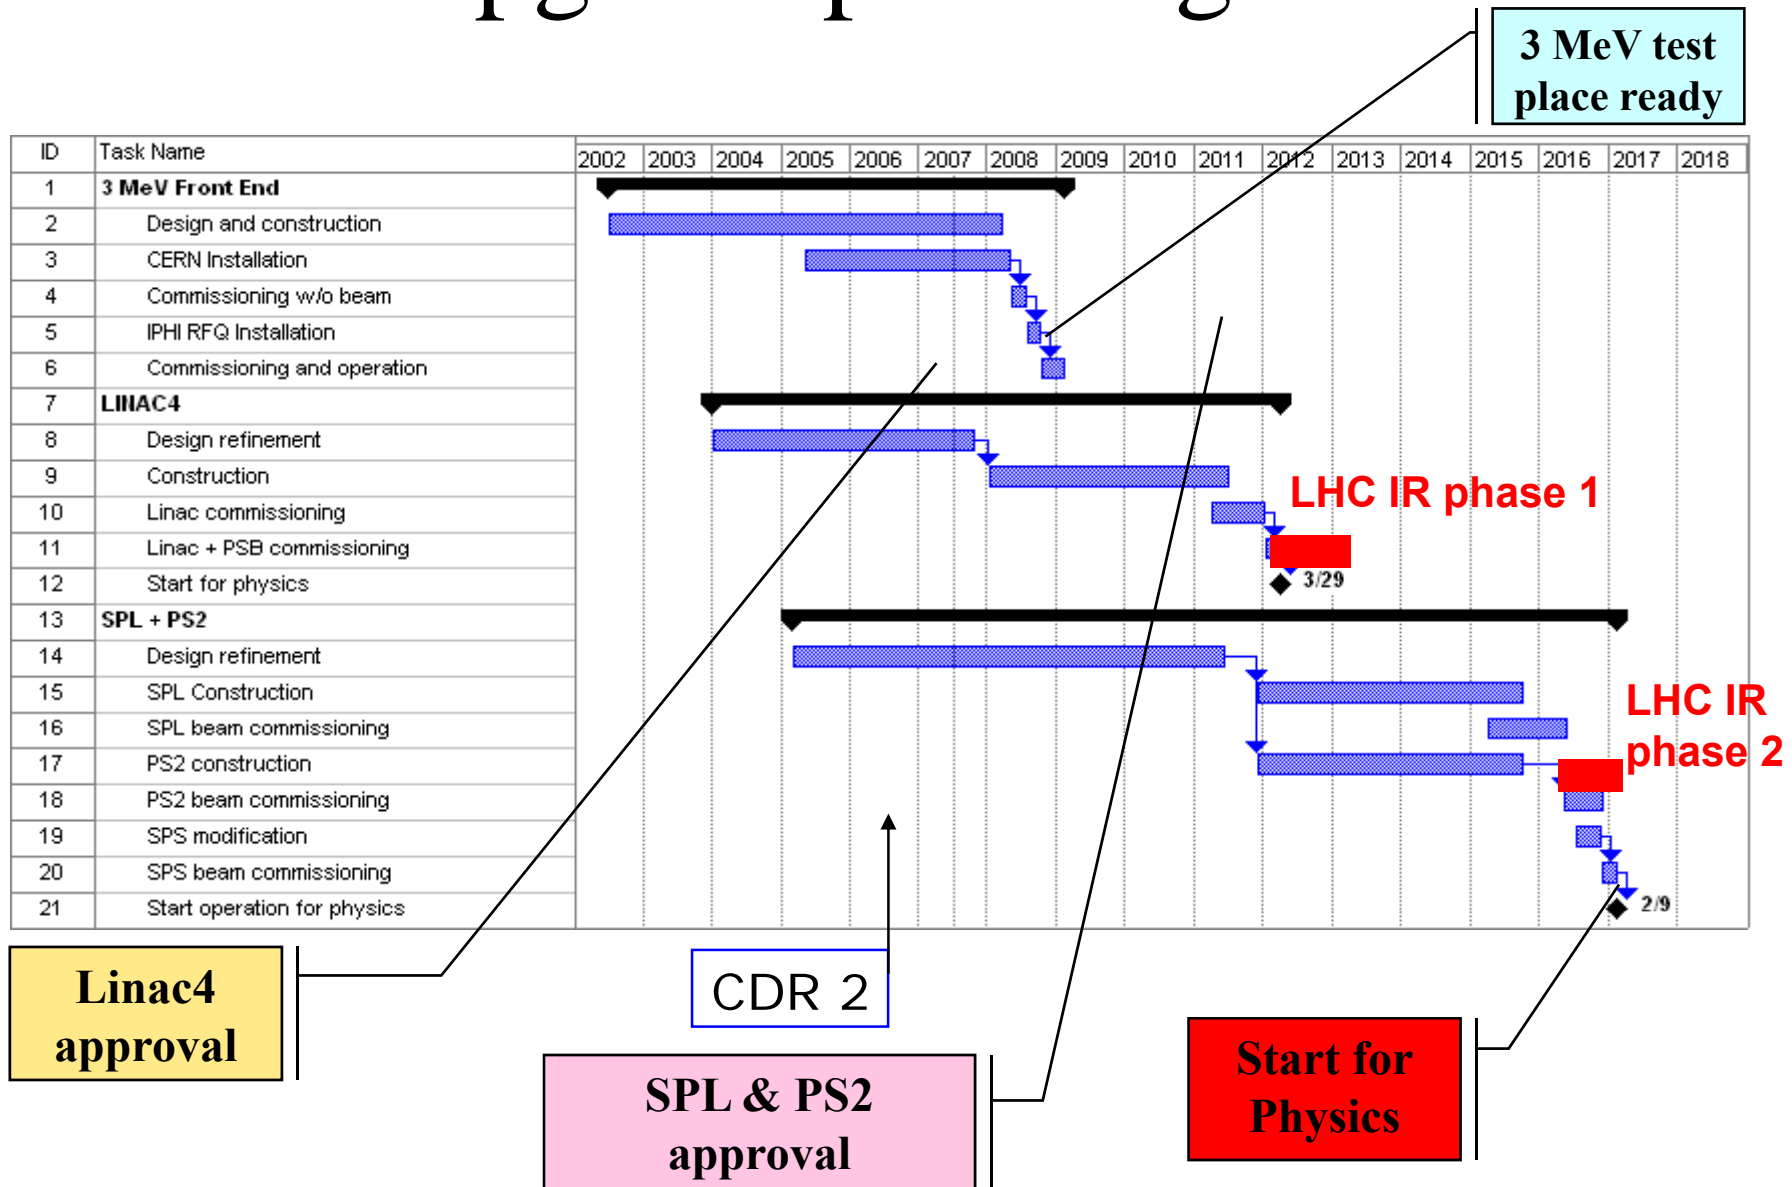 3 MeV test
place ready
ID Task Name 2002 2003 2004 2005 2006 2007 2008 2009 2010 2011 2012 2013 2014 2015 2016 2017 2018
1 3 MeV Front End
2 Design and construction
3 CERN Installation
4 Commissioning w/o beam
5 IPHI RFQ Installation
6 Commissioning and operation
7 LINAC4
8 Design refinement
9 Construction
LHC IR phase 1
10 Linac commissioning
11 Linac + PSB commissioning
12 Start for physics 3/29
13 SPL + PS2
14 Design refinement
15 SPL Construction
LHC IR
phase 2
16 SPL beam commissioning
17 PS2 construction
18 PS2 beam commissioning
19 SPS modification
20 SPS beam commissioning
21 Start operation for physics 2/9
Linac4
approval
CDR 2
SPL & PS2
approval
Start for
Physics